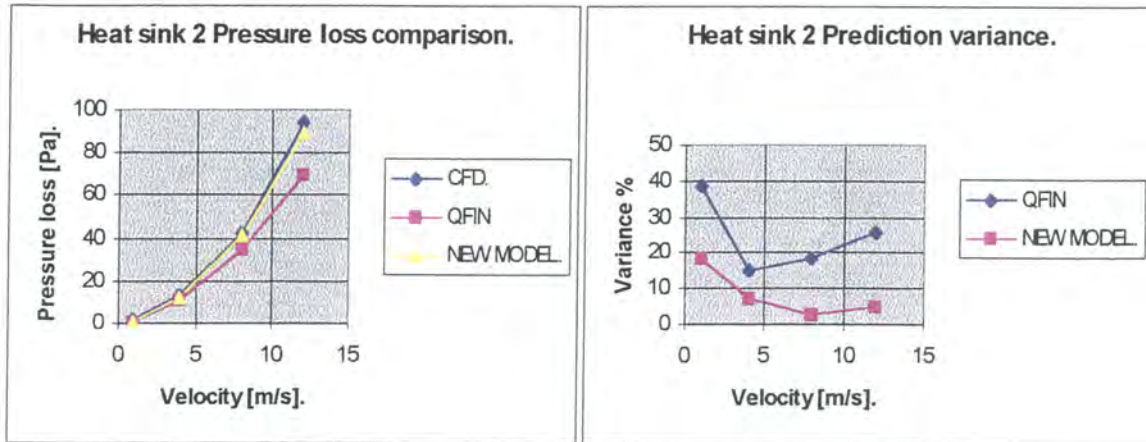 Heat sink 2 Pressure loss comparison.
Pressure loss [Pa].
100
80
60
40
20
0
0 5 10 15
Velocity [m/s].
CFD.
QFIN
NEW MODEL.
Heat sink 2 Prediction variance.
Variance %
50
40
30
20
10
0
0 5 10 15
Velocity [m/s].
QFIN
NEW MODEL.